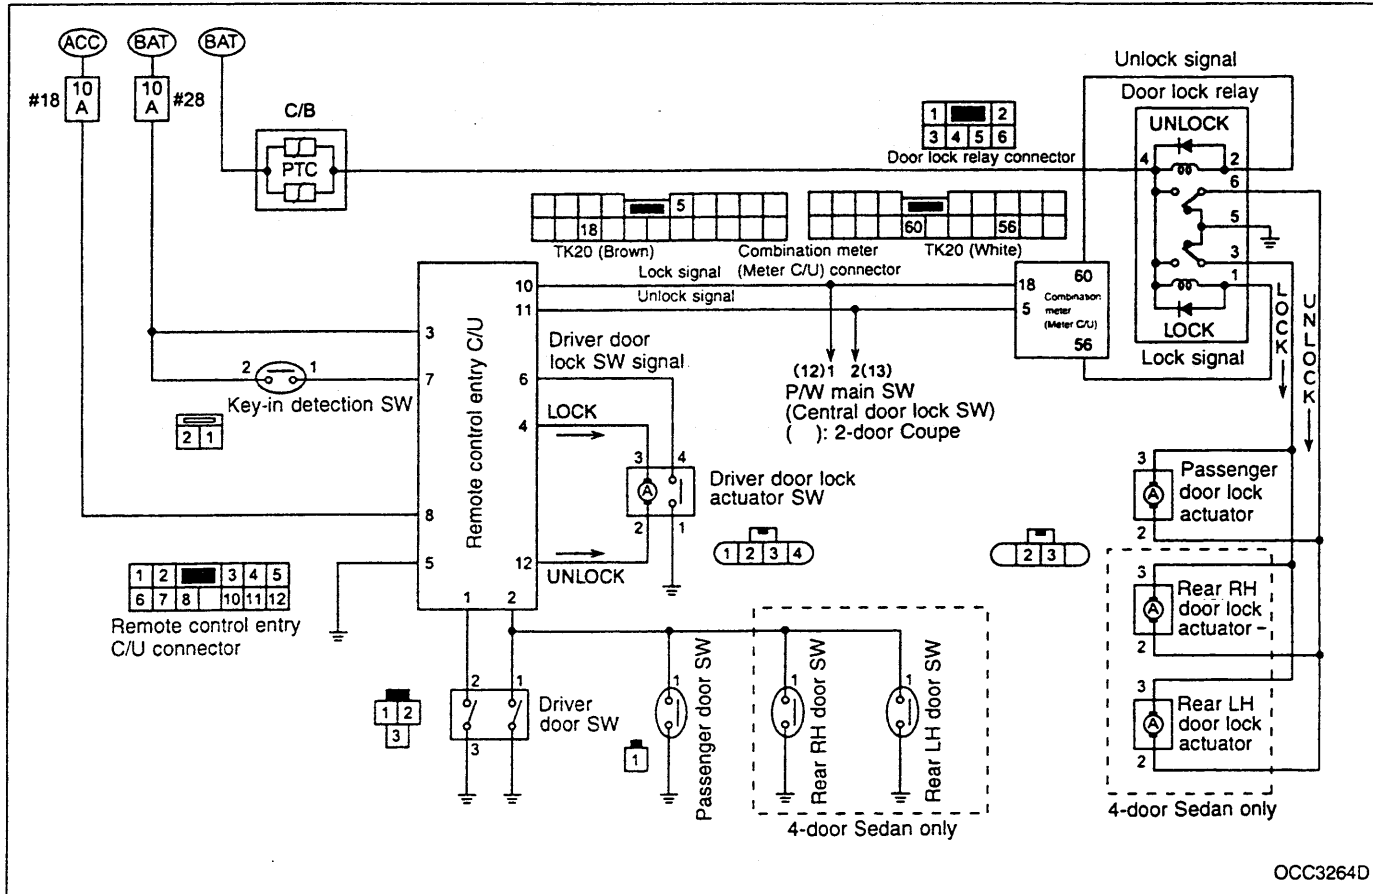 ACC
BAT
BAT
#18
10
A
10
A
#28
C/B
PTC
Unlock signal
Door lock relay
UNLOCK
1 2
3 4 5 6
Door lock relay connector
4
2
6
5
3
1
LOCK
Lock signal
5
18
TK20 (Brown)
60 56
TK20 (White)
Combination meter
(Meter C/U) connector
Lock signal
Unlock signal
10
11
18
5
60
Combination
meter
(Meter C/U)
56
LOCK
UNLOCK
(12)1 2(13)
P/W main SW
(Central door lock SW)
( ): 2-door Coupe
Remote control entry C/U
3
7
8
5
2 1
Key-in detection SW
2 1
Driver door
lock SW signal
6
LOCK
4
3 4
A
2 1
Driver door lock
actuator SW
12
UNLOCK
1 2 3 4
2 3
1 2 3 4 5
6 7 8 10 11 12
Remote control entry
C/U connector
1 2
2 1
3
Driver
door SW
1 2
3
1
1
Passenger door SW
1
Rear RH door SW
1
Rear LH door SW
4-door Sedan only
3
A
2
Passenger
door lock
actuator
3
A
2
Rear RH
door lock
actuator
3
A
2
Rear LH
door lock
actuator
4-door Sedan only
OCC3264D